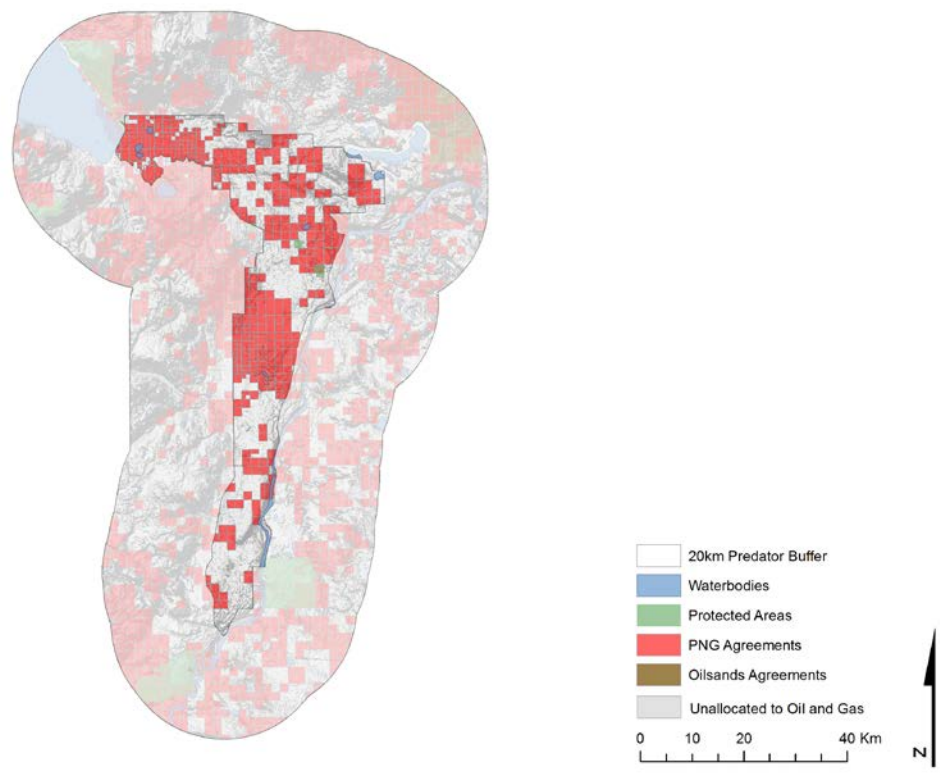 20km Predator Buffer
Waterbodies
Protected Areas
PNG Agreements
Oilsands Agreements
Unallocated to Oil and Gas
0 10 20 40 Km
N